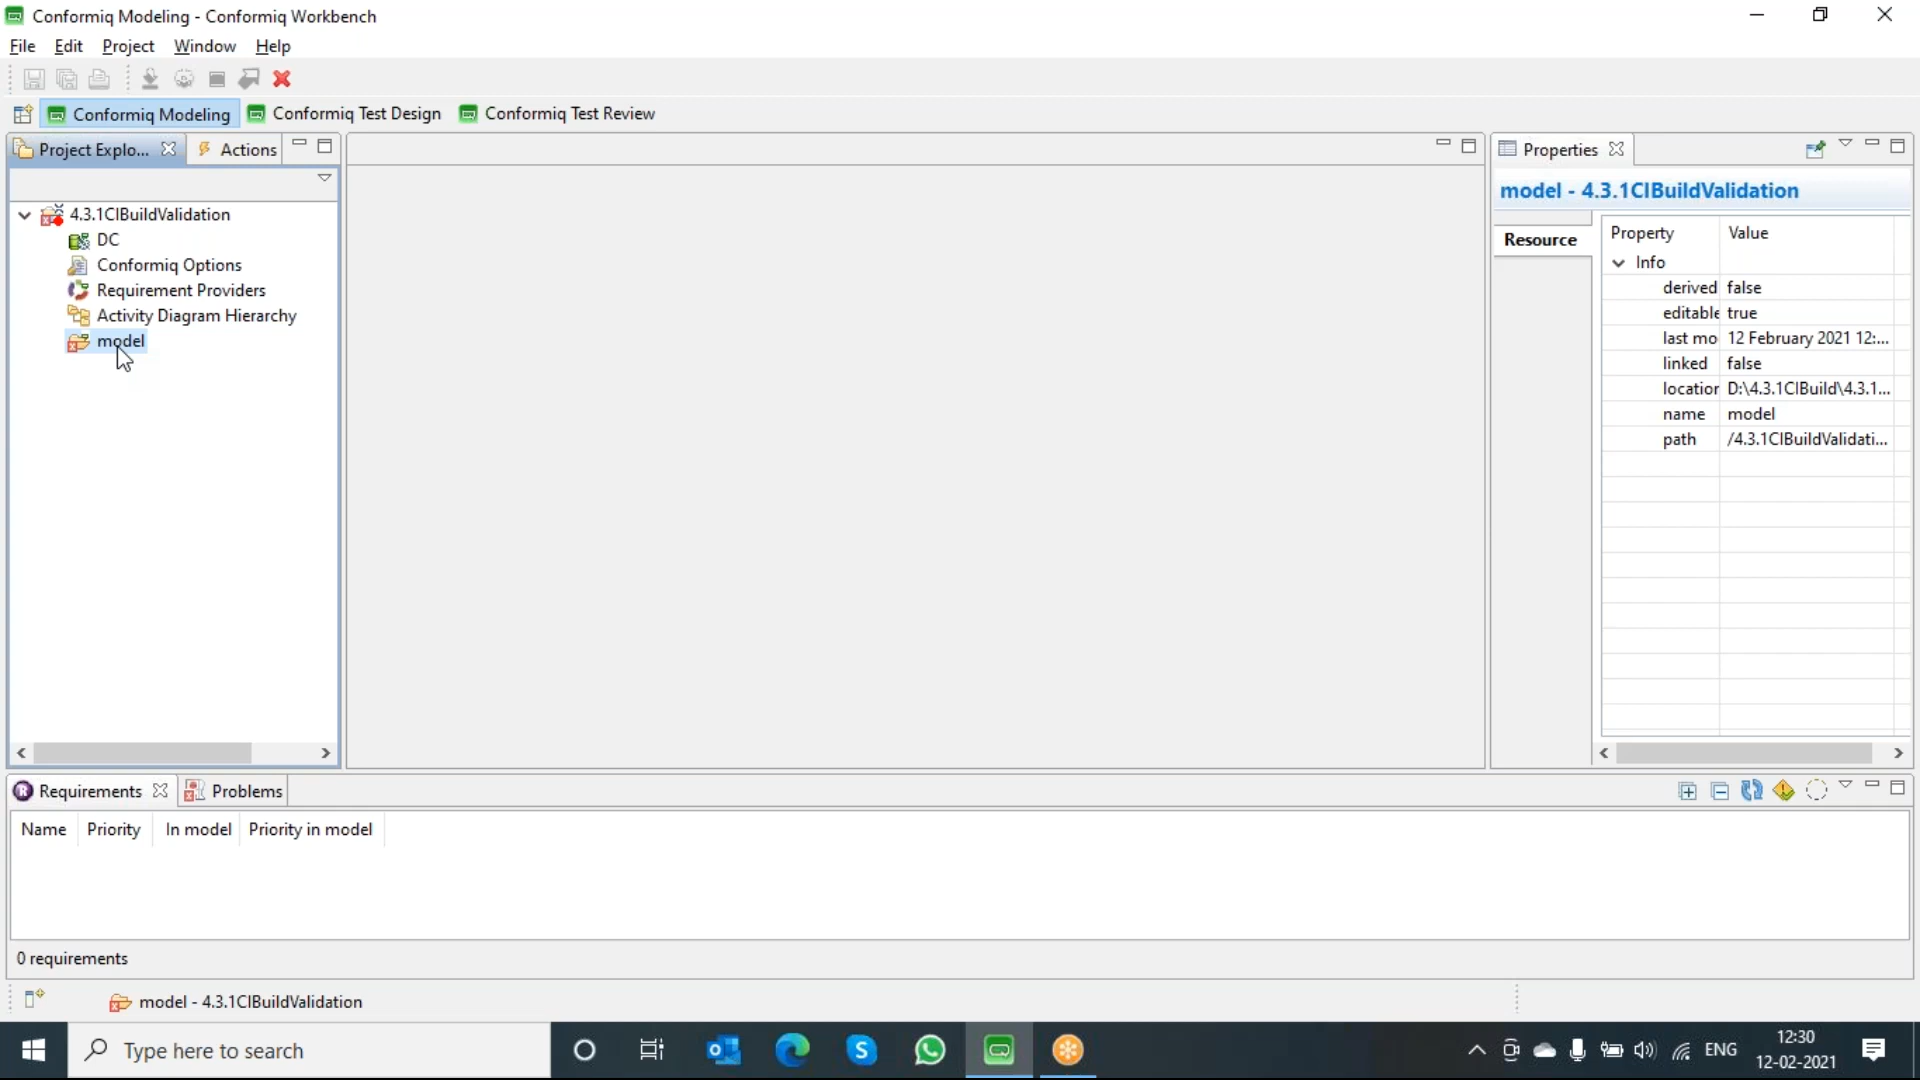 Conformiq Modeling - Conformiq Workbench
File Edit Project Window Help
Conformiq Modeling Conformiq Test Design Conformiq Test Review
Project Explo... Actions
4.3.1CIBuildValidation
DC
Conformiq Options
Requirement Providers
Activity Diagram Hierarchy
model
Properties
model - 4.3.1CIBuildValidation
Resource
Property Value
Info
derived false
editable true
last mo 12 February 2021 12:...
linked false
location D:\4.3.1CIBuild\4.3.1...
name model
path /4.3.1CIBuildValidati...
Requirements Problems
Name Priority In model Priority in model
0 requirements
model - 4.3.1CIBuildValidation
Type here to search
ENG
12:30
12-02-2021